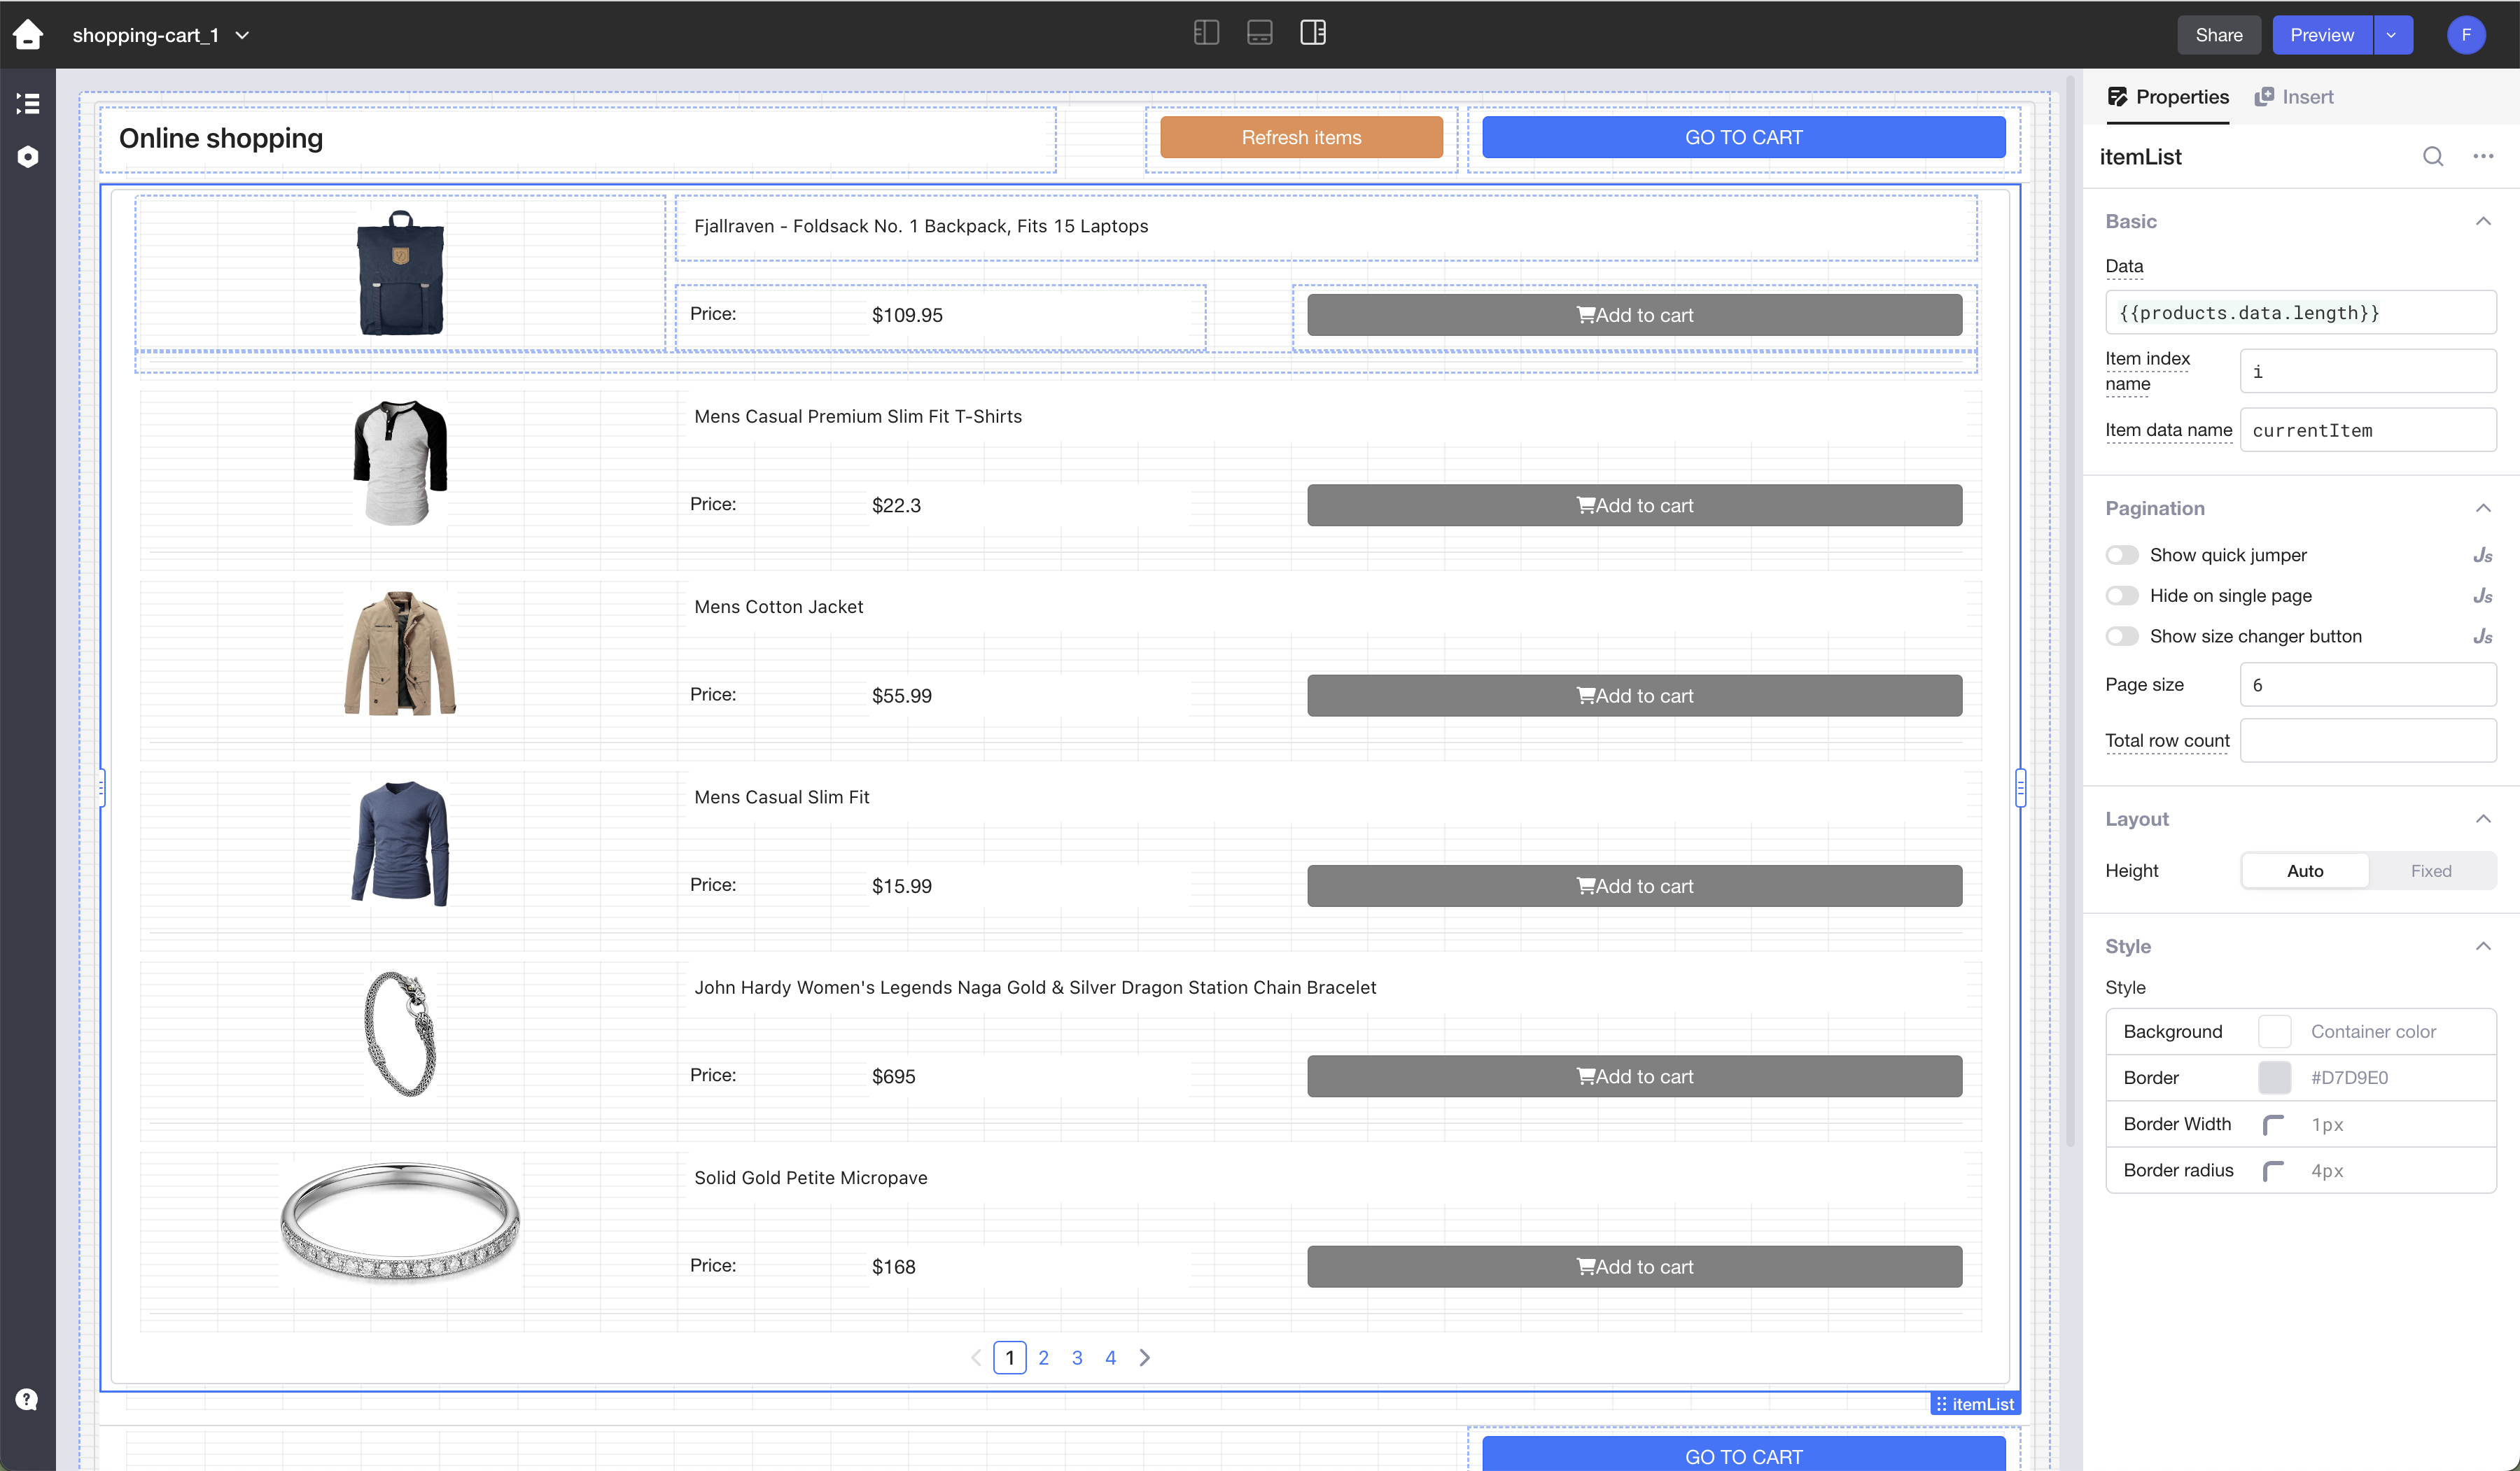 shopping-cart_1
Share
Preview
F
Properties
Insert
Online shopping
Refresh items
GO TO CART
itemList
Fjallraven - Foldsack No. 1 Backpack, Fits 15 Laptops
Price:
$109.95
Add to cart
Mens Casual Premium Slim Fit T-Shirts
Price:
$22.3
Add to cart
Mens Cotton Jacket
Price:
$55.99
Add to cart
Mens Casual Slim Fit
Price:
$15.99
Add to cart
John Hardy Women's Legends Naga Gold & Silver Dragon Station Chain Bracelet
Price:
$695
Add to cart
Solid Gold Petite Micropave
Price:
$168
Add to cart
1 2 3 4
itemList
GO TO CART
Basic
Data
{{products.data.length}}
Item index
name
i
Item data name
currentItem
Pagination
Show quick jumper
Js
Hide on single page
Js
Show size changer button
Js
Page size
6
Total row count
Layout
Height
Auto
Fixed
Style
Style
Background
Container color
Border
#D7D9E0
Border Width
1px
Border radius
4px
?